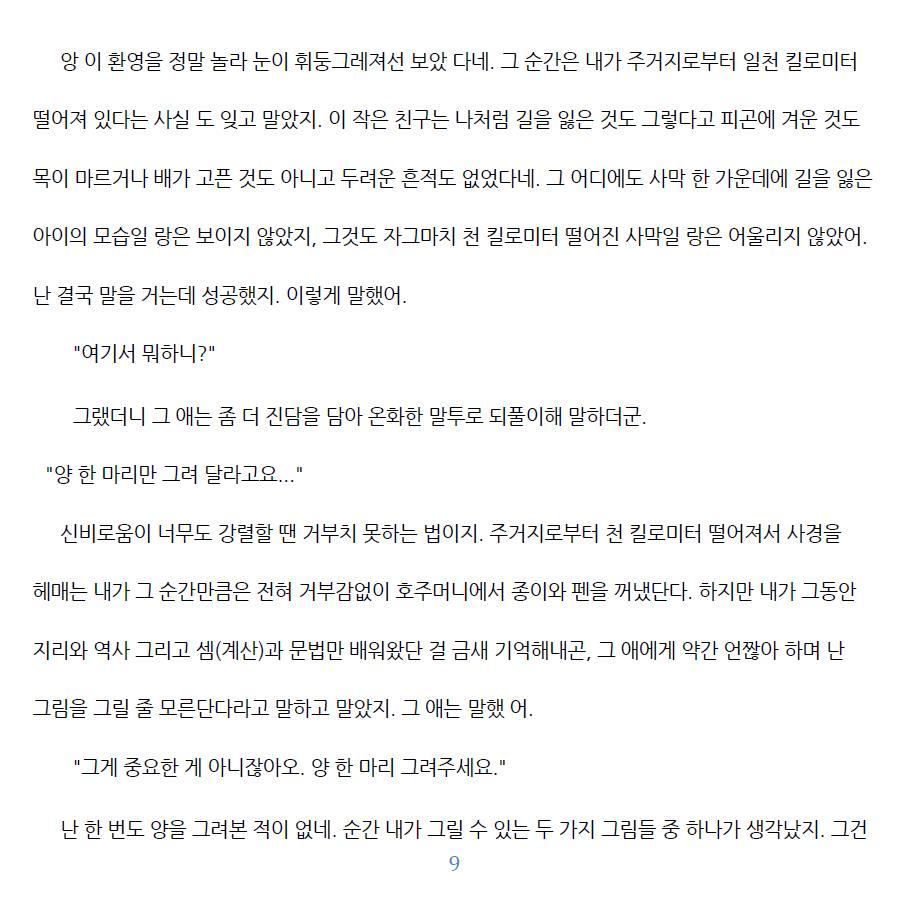 앙 이 환영을 정말 놀라 눈이 휘둥그레져선 보았 다네. 그 순간은 내가 주거지로부터 일천 킬로미터
떨어져 있다는 사실 도 잊고 말았지. 이 작은 친구는 나처럼 길을 잃은 것도 그렇다고 피곤에 겨운 것도
목이 마르거나 배가 고픈 것도 아니고 두려운 흔적도 없었다네. 그 어디에도 사막 한 가운데에 길을 잃은
아이의 모습일 랑은 보이지 않았지, 그것도 자그마치 천 킬로미터 떨어진 사막일 랑은 어울리지 않았어.
난 결국 말을 거는데 성공했지. 이렇게 말했어.
"여기서 뭐하니?"
그랬더니 그 애는 좀 더 진담을 담아 온화한 말투로 되풀이해 말하더군.
"양 한 마리만 그려 달라고요..."
신비로움이 너무도 강렬할 땐 거부치 못하는 법이지. 주거지로부터 천 킬로미터 떨어져서 사경을
헤매는 내가 그 순간만큼은 전혀 거부감없이 호주머니에서 종이와 펜을 꺼냈단다. 하지만 내가 그동안
지리와 역사 그리고 셈(계산)과 문법만 배워왔단 걸 금새 기억해내곤, 그 애에게 약간 언짢아 하며 난
그림을 그릴 줄 모른단다라고 말하고 말았지. 그 애는 말했 어.
"그게 중요한 게 아니잖아오. 양 한 마리 그려주세요."
난 한 번도 양을 그려본 적이 없네. 순간 내가 그릴 수 있는 두 가지 그림들 중 하나가 생각났지. 그건
9